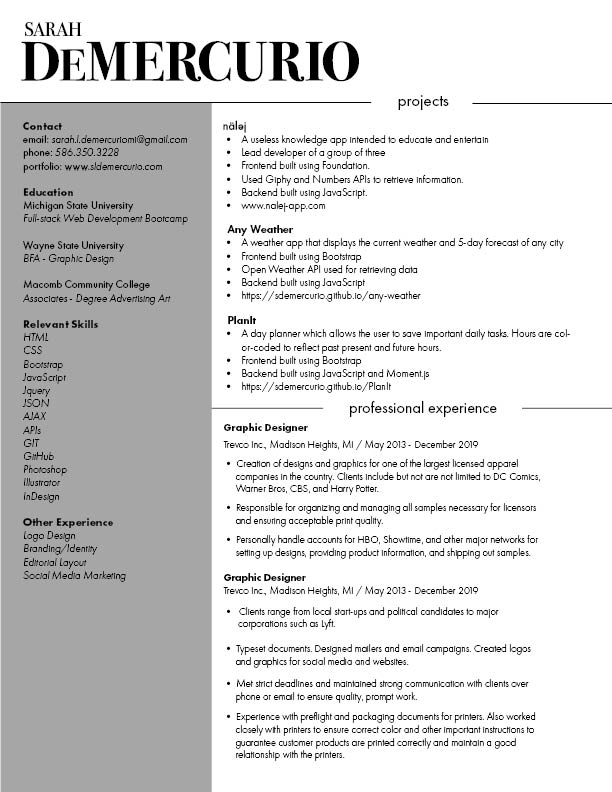 SARAH
DEMERCURIO
projects
Contact
email: sarah.l.demercuriomi@gmail.com
phone: 586.350.3228
portfolio: www.sldemercurio.com
Education
Michigan State University
Full-stack Web Development Bootcamp
Wayne State University
BFA - Graphic Design
Macomb Community College
Associates - Degree Advertising Art
Relevant Skills
HTML
CSS
Bootstrap
JavaScript
Jquery
JSON
AJAX
APIs
GIT
GitHub
Photoshop
Illustrator
InDesign
Other Experience
Logo Design
Branding/Identity
Editorial Layout
Social Media Marketing
näləj
• A useless knowledge app intended to educate and entertain
• Lead developer of a group of three
• Frontend built using Foundation.
• Used Giphy and Numbers APIs to retrieve information.
• Backend built using JavaScript.
• www.nalej-app.com
Any Weather
• A weather app that displays the current weather and 5-day forecast of any city
• Frontend built using Bootstrap
• Open Weather API used for retrieving data
• Backend built using JavaScript
• https://sdemercurio.github.io/any-weather
PlanIt
• A day planner which allows the user to save important daily tasks. Hours are col-
or-coded to reflect past present and future hours.
• Frontend built using Bootstrap
• Backend built using JavaScript and Moment.js
• https://sdemercurio.github.io/PlanIt
professional experience
Graphic Designer
Trevco Inc., Madison Heights, MI / May 2013 - December 2019
• Creation of designs and graphics for one of the largest licensed apparel
companies in the country. Clients include but are not are not limited to DC Comics,
Warner Bros, CBS, and Harry Potter.
• Responsible for organizing and managing all samples necessary for licensors
and ensuring acceptable print quality.
• Personally handle accounts for HBO, Showtime, and other major networks for
setting up designs, providing product information, and shipping out samples.
Graphic Designer
Trevco Inc., Madison Heights, MI / May 2013 - December 2019
• Clients range from local start-ups and political candidates to major
corporations such as Lyft.
• Typeset documents. Designed mailers and email campaigns. Created logos
and graphics for social media and websites.
• Met strict deadlines and maintained strong communication with clients over
phone or email to ensure quality, prompt work.
• Experience with preflight and packaging documents for printers. Also worked
closely with printers to ensure correct color and other important instructions to
guarantee customer products are printed correctly and maintain a good
relationship with the printers.